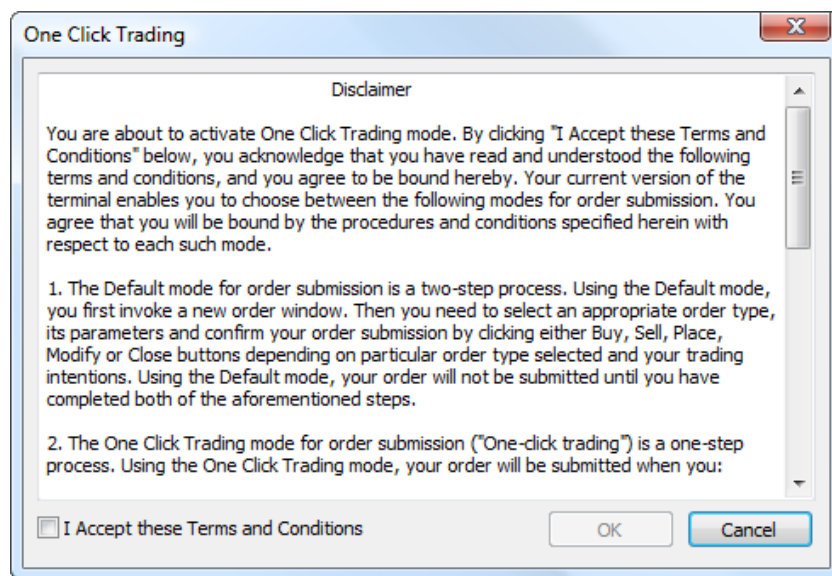 One Click Trading
Disclaimer
You are about to activate One Click Trading mode. By clicking "I Accept these Terms and
Conditions" below, you acknowledge that you have read and understood the following
terms and conditions, and you agree to be bound hereby. Your current version of the
terminal enables you to choose between the following modes for order submission. You
agree that you will be bound by the procedures and conditions specified herein with
respect to each such mode.
1. The Default mode for order submission is a two-step process. Using the Default mode,
you first invoke a new order window. Then you need to select an appropriate order type,
its parameters and confirm your order submission by clicking either Buy, Sell, Place,
Modify or Close buttons depending on particular order type selected and your trading
intentions. Using the Default mode, your order will not be submitted until you have
completed both of the aforementioned steps.
2. The One Click Trading mode for order submission ("One-click trading") is a one-step
process. Using the One Click Trading mode, your order will be submitted when you:
I Accept these Terms and Conditions
OK
Cancel